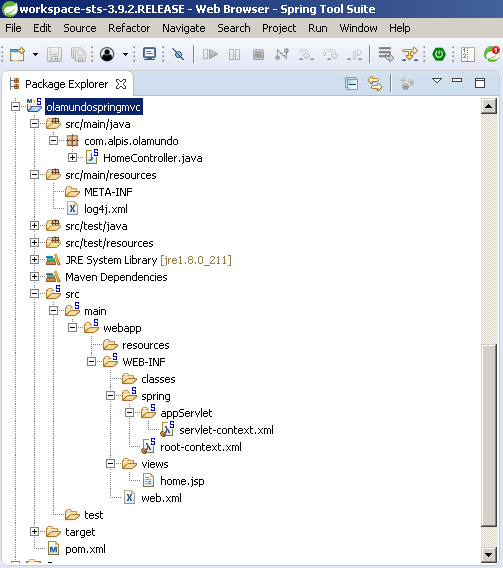 workspace-sts-3.9.2.RELEASE - Web Browser - Spring Tool Suite
File Edit Source Refactor Navigate Search Project Run Window
Package Explorer
olamundospringmvc
src/main/java
com.alpis.olamundo
HomeController.java
src/main/resources
META-INF
log4j.xml
src/test/java
src/test/resources
JRE System Library [jre1.8.0_211]
Maven Dependencies
src
main
webapp
resources
WEB-INF
classes
spring
appServlet
servlet-context.xml
root-context.xml
views
home.jsp
web.xml
test
target
pom.xml